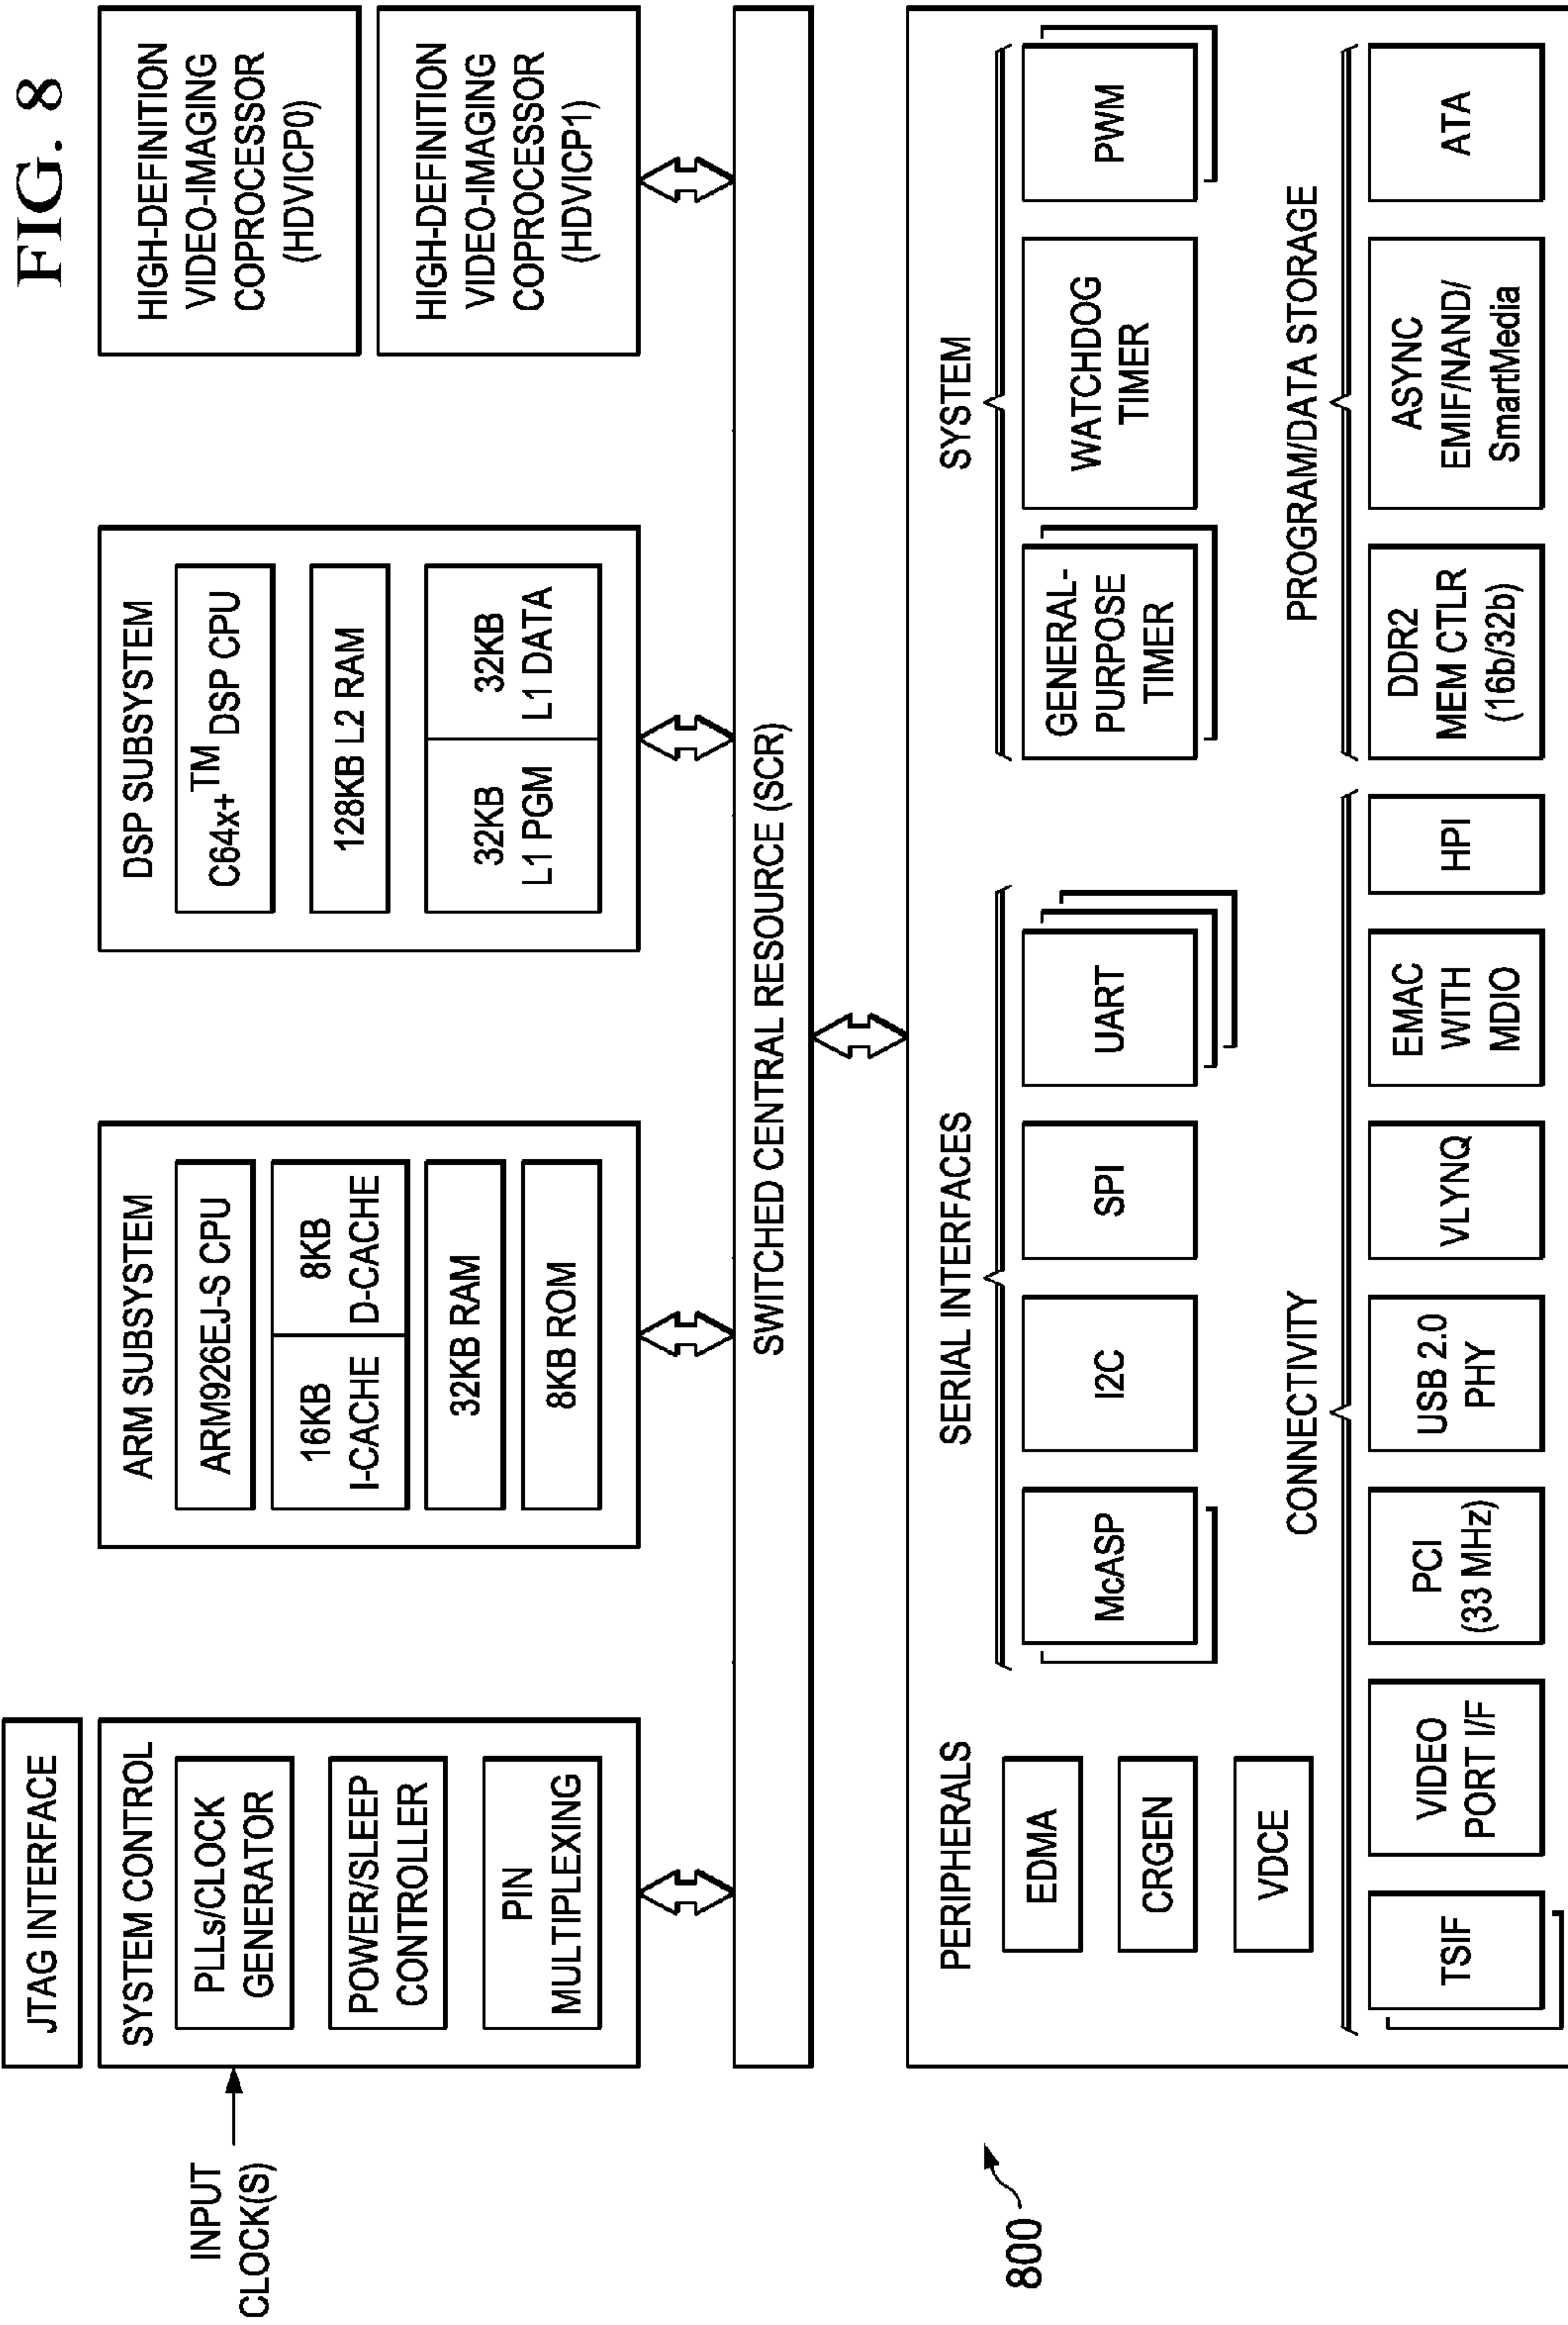 FIG. 8
JTAG INTERFACE
SYSTEM CONTROL
PLLs/CLOCK
GENERATOR
POWER/SLEEP
CONTROLLER
PIN
MULTIPLEXING
INPUT
CLOCK(S)
ARM SUBSYSTEM
ARM926EJ-S CPU
16KB
I-CACHE
8KB
D-CACHE
32KB RAM
8KB ROM
DSP SUBSYSTEM
C64x+™ DSP CPU
128KB L2 RAM
32KB
L1 PGM
32KB
L1 DATA
HIGH-DEFINITION
VIDEO-IMAGING
COPROCESSOR
(HDVICP0)
HIGH-DEFINITION
VIDEO-IMAGING
COPROCESSOR
(HDVICP1)
SWITCHED CENTRAL RESOURCE (SCR)
800
PERIPHERALS
EDMA
CRGEN
VDCE
SERIAL INTERFACES
McASP
I2C
SPI
UART
SYSTEM
GENERAL-
PURPOSE
TIMER
WATCHDOG
TIMER
PWM
CONNECTIVITY
TSIF
VIDEO
PORT I/F
PCI
(33 MHz)
USB 2.0
PHY
VLYNQ
EMAC
WITH
MDIO
HPI
PROGRAM/DATA STORAGE
DDR2
MEM CTLR
(16b/32b)
ASYNC
EMIF/NAND/
SmartMedia
ATA